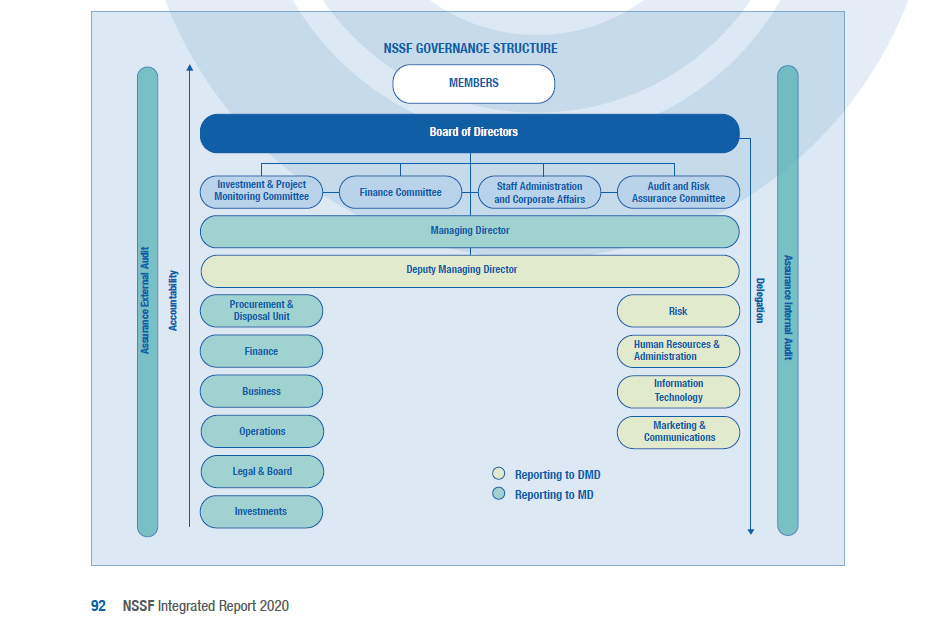 NSSF GOVERNANCE STRUCTURE
MEMBERS
Board of Directors
Investment & Project
Monitoring Committee
Finance Committee
Staff Administration
and Corporate Affairs
Audit and Risk
Assurance Committee
Managing Director
Deputy Managing Director
Assurance External Audit
Accountability
Procurement &
Disposal Unit
Finance
Business
Operations
Legal & Board
Investments
Risk
Human Resources &
Administration
Information
Technology
Marketing &
Communications
Delegation
Assurance Internal Audit
Reporting to DMD
Reporting to MD
92 NSSF Integrated Report 2020